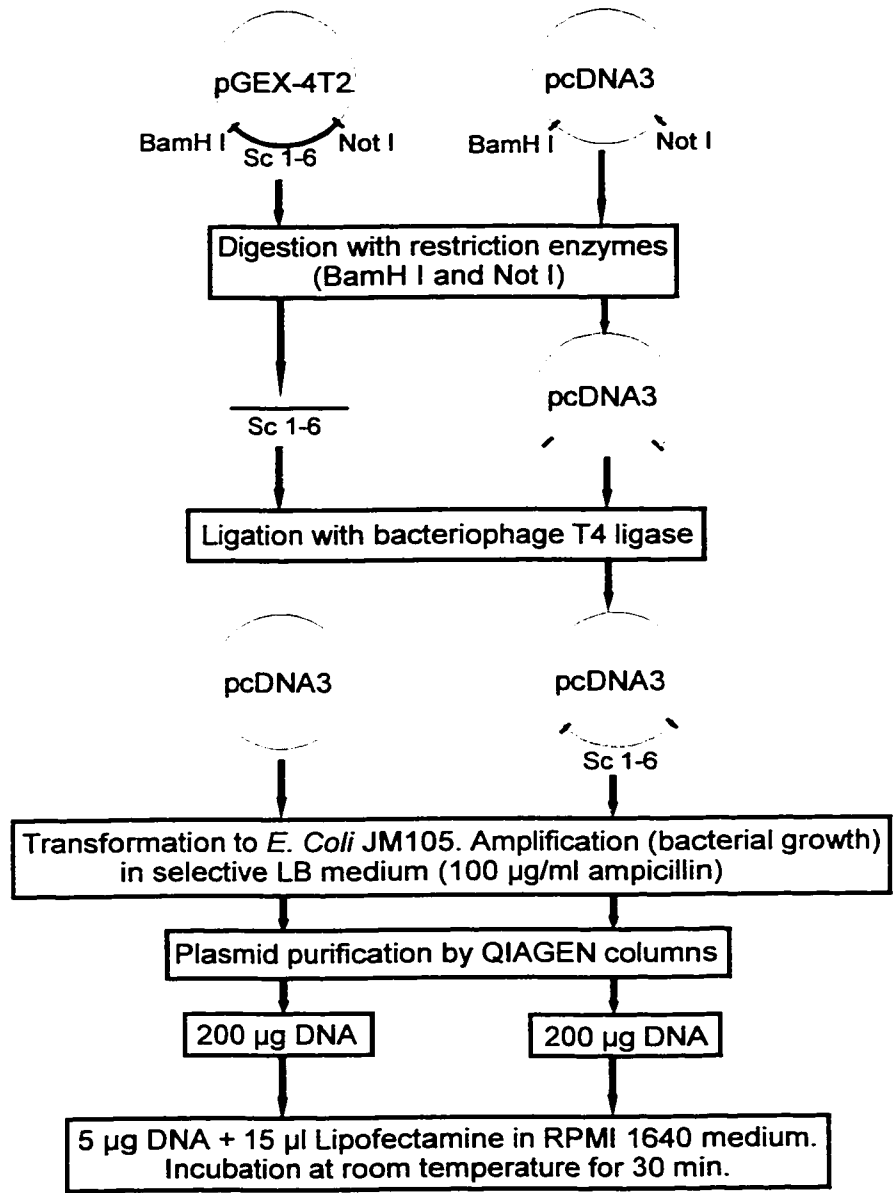 pGEX-4T2
pcDNA3
BamH I
Sc 1-6
Not I
BamH I
Not I
Digestion with restriction enzymes
(BamH I and Not I)
Sc 1-6
pcDNA3
Ligation with bacteriophage T4 ligase
pcDNA3
pcDNA3
Sc 1-6
Transformation to E. Coli JM105. Amplification (bacterial growth)
in selective LB medium (100 µg/ml ampicillin)
Plasmid purification by QIAGEN columns
200 µg DNA
200 µg DNA
5 µg DNA + 15 µl Lipofectamine in RPMI 1640 medium.
Incubation at room temperature for 30 min.